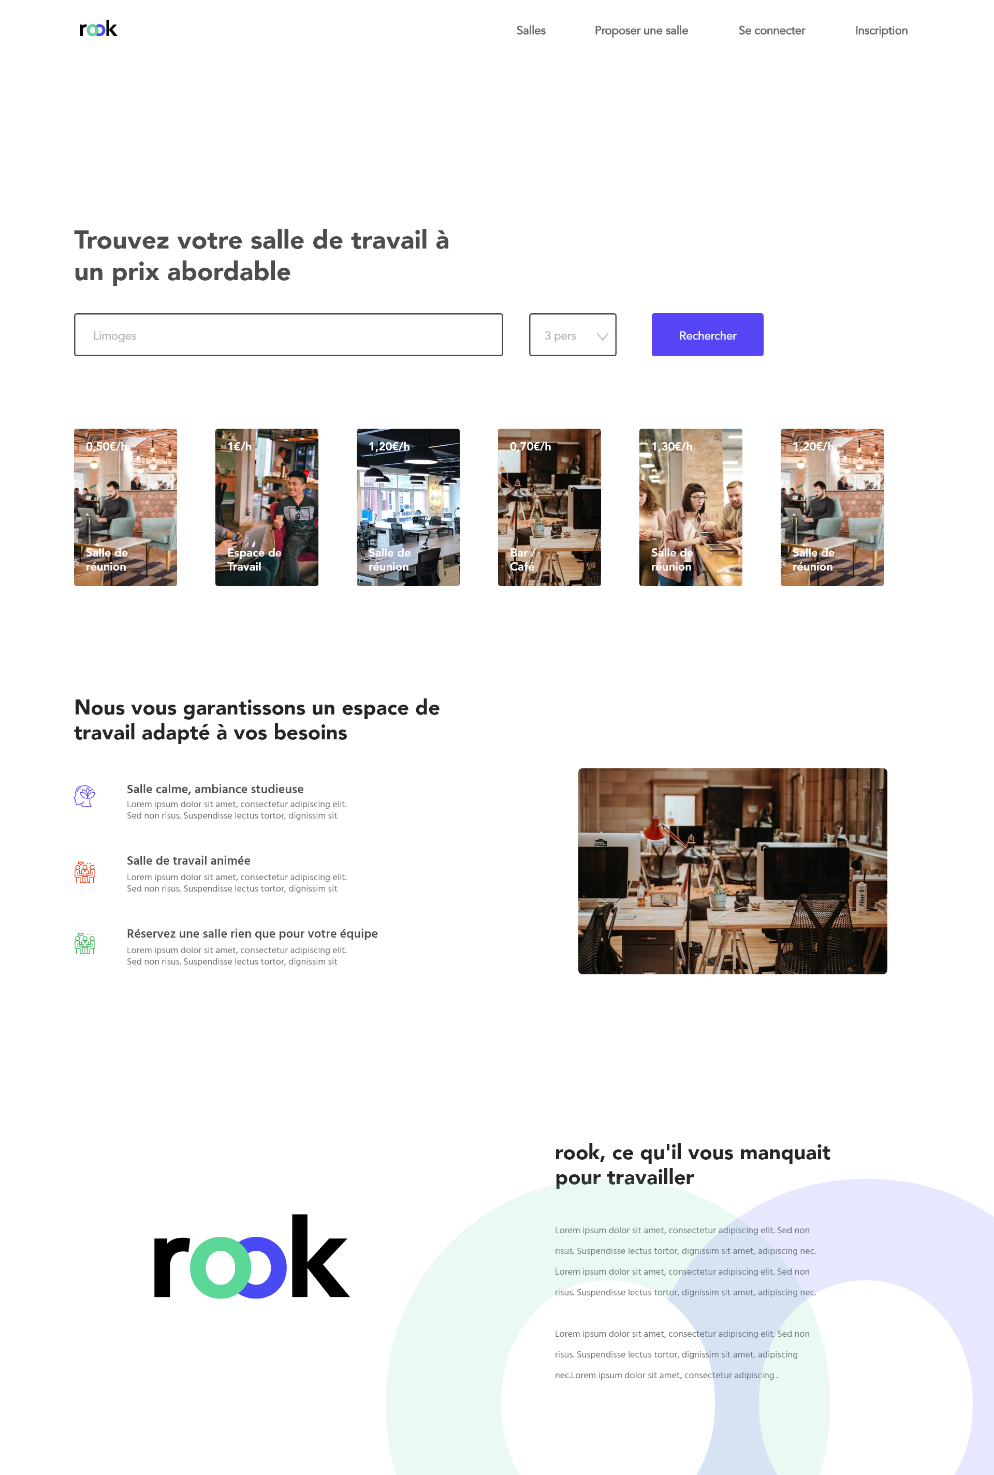 rook
Salles
Proposer une salle
Se connecter
Inscription
Trouvez votre salle de travail à
un prix abordable
Limoges
3 pers
Rechercher
0,50€/h
1€/h
1,20€/h
0,70€/h
1,30€/h
1,20€/h
Salle de
réunion
Espace de
Travail
Salle de
réunion
Bar /
Café
Salle de
réunion
Salle de
réunion
Nous vous garantissons un espace de
travail adapté à vos besoins
Salle calme, ambiance studieuse
Lorem ipsum dolor sit amet, consectetur adipiscing elit.
Sed non risus. Suspendisse lectus tortor, dignissim sit
Salle de travail animée
Lorem ipsum dolor sit amet, consectetur adipiscing elit.
Sed non risus. Suspendisse lectus tortor, dignissim sit
Réservez une salle rien que pour votre équipe
Lorem ipsum dolor sit amet, consectetur adipiscing elit.
Sed non risus. Suspendisse lectus tortor, dignissim sit
rook, ce qu'il vous manquait
pour travailler
rook
Lorem ipsum dolor sit amet, consectetur adipiscing elit. Sed non
risus. Suspendisse lectus tortor, dignissim sit amet, adipiscing nec.
Lorem ipsum dolor sit amet, consectetur adipiscing elit. Sed non
risus. Suspendisse lectus tortor, dignissim sit amet, adipiscing nec.
Lorem ipsum dolor sit amet, consectetur adipiscing elit. Sed non
risus. Suspendisse lectus tortor, dignissim sit amet, adipiscing
nec.Lorem ipsum dolor sit amet, consectetur adipiscing .